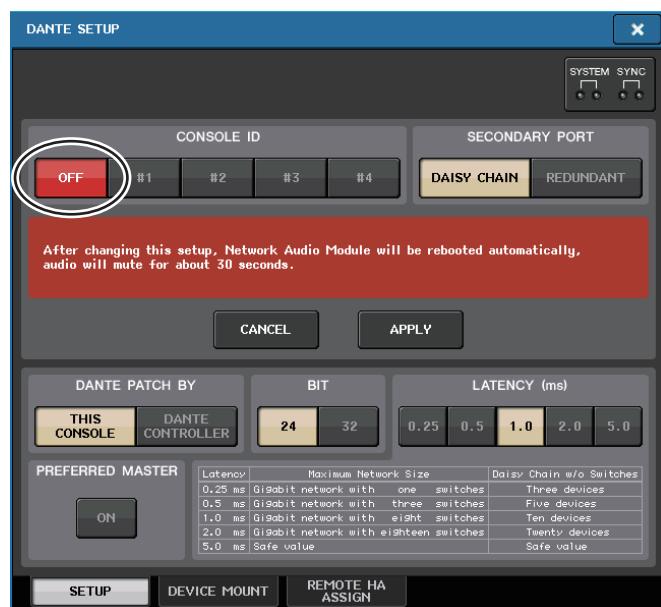 DANTE SETUP
SYSTEM SYNC
CONSOLE ID
SECONDARY PORT
OFF #1 #2 #3 #4
DAISY CHAIN REDUNDANT
After changing this setup, Network Audio Module will be rebooted automatically,
audio will mute for about 30 seconds.
CANCEL APPLY
DANTE PATCH BY
BIT
LATENCY (ms)
THIS
CONSOLE
DANTE
CONTROLLER
24 32
0.25 0.5 1.0 2.0 5.0
PREFERRED MASTER
ON
Latency Maximum Network Size Daisy Chain w/o Switches
0.25 ms Gigabit network with one switches Three devices
0.5 ms Gigabit network with three switches Five devices
1.0 ms Gigabit network with eight switches Ten devices
2.0 ms Gigabit network with eighteen switches Twenty devices
5.0 ms Safe value Safe value
SETUP
DEVICE MOUNT
REMOTE HA
ASSIGN